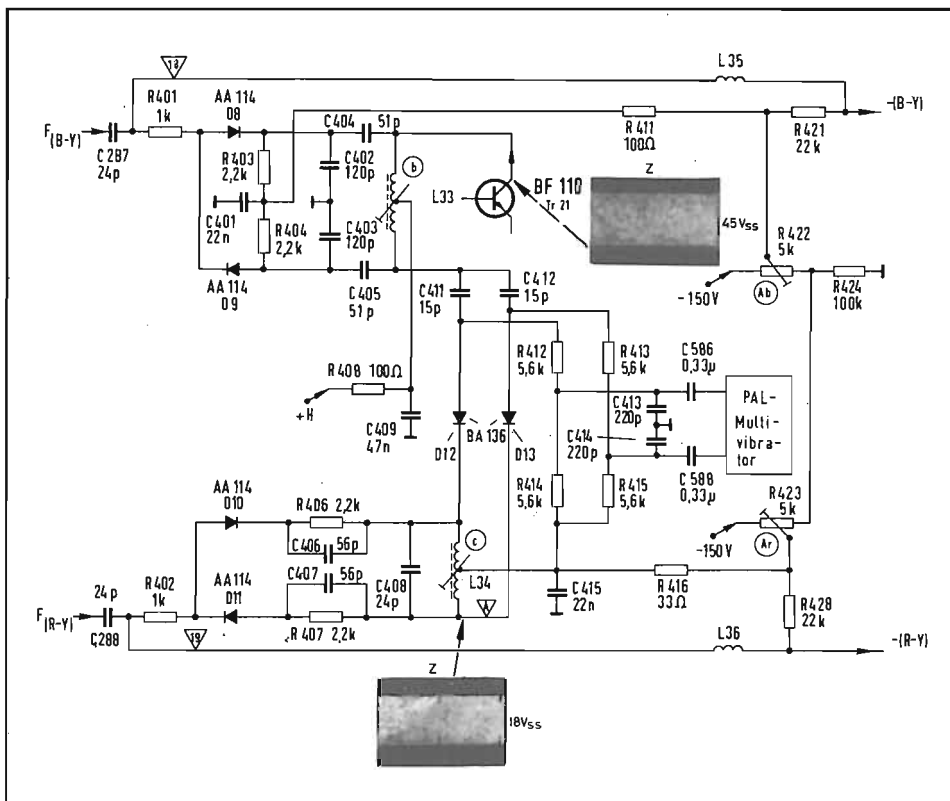 18
L35
R401
1k
AA 114
D8
C404
51p
F(B-Y)
C287
24p
R403
2,2k
C402
120p
b
R411
100Ω
R421
22k
-(B-Y)
L33
BF 110
Tr 21
Z
45Vss
C401
22n
R404
2,2k
C403
120p
R422
5k
AA 114
D9
C405
51p
C411
15p
C412
15p
-150V
Ab
R424
100k
R412
5,6k
R413
5,6k
C586
0,33µ
R408 100Ω
+H
C409
47n
BA 136
D12
D13
C413
220p
C414
220p
PAL-
Multi-
vibra-
tor
C588
0,33µ
R414
5,6k
R415
5,6k
R423
5k
-150V
Ar
AA 114
D10
R406 2,2k
C406
56p
C407
56p
C408
24p
c
L34
24p
R402
1k
AA114
D11
F(R-Y)
C288
R407 2,2k
19
A
C415
22n
R416
33Ω
R428
22k
L36
-(R-Y)
Z
18Vss